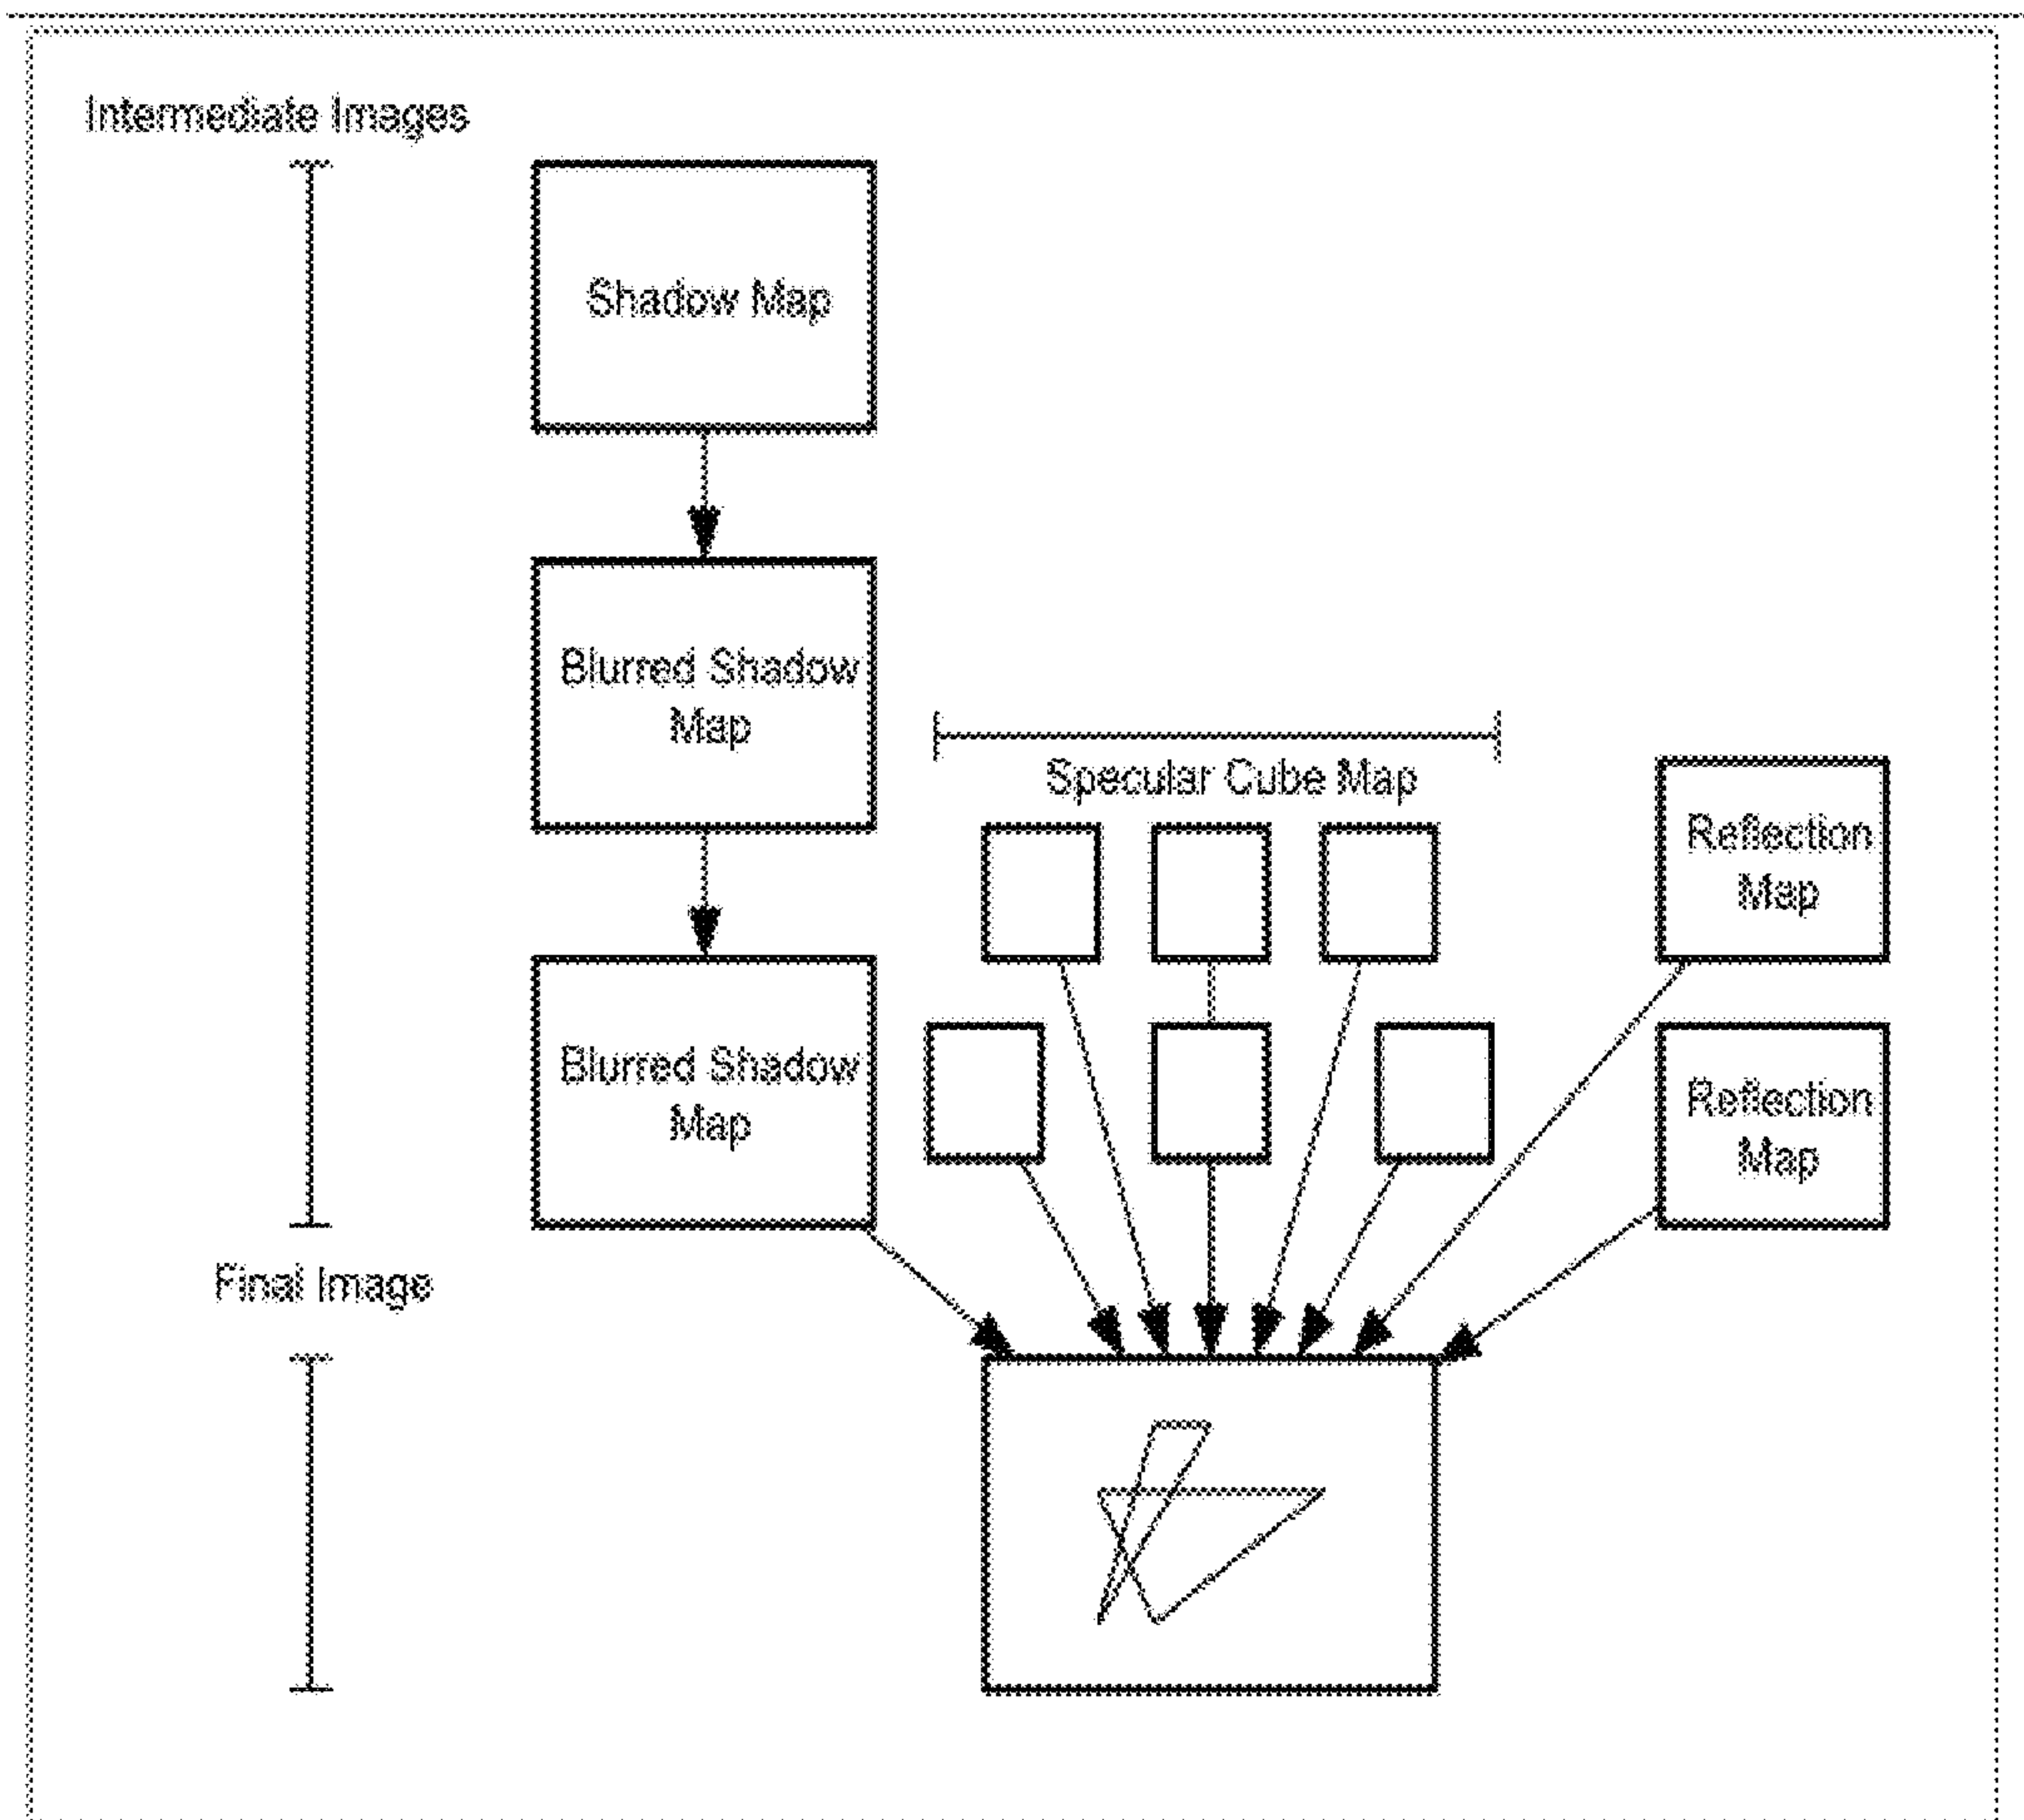 Intermediate Images
Shadow Map
Blurred Shadow
Map
Specular Cube Map
Reflection
Map
Blurred Shadow
Map
Reflection
Map
Final Image